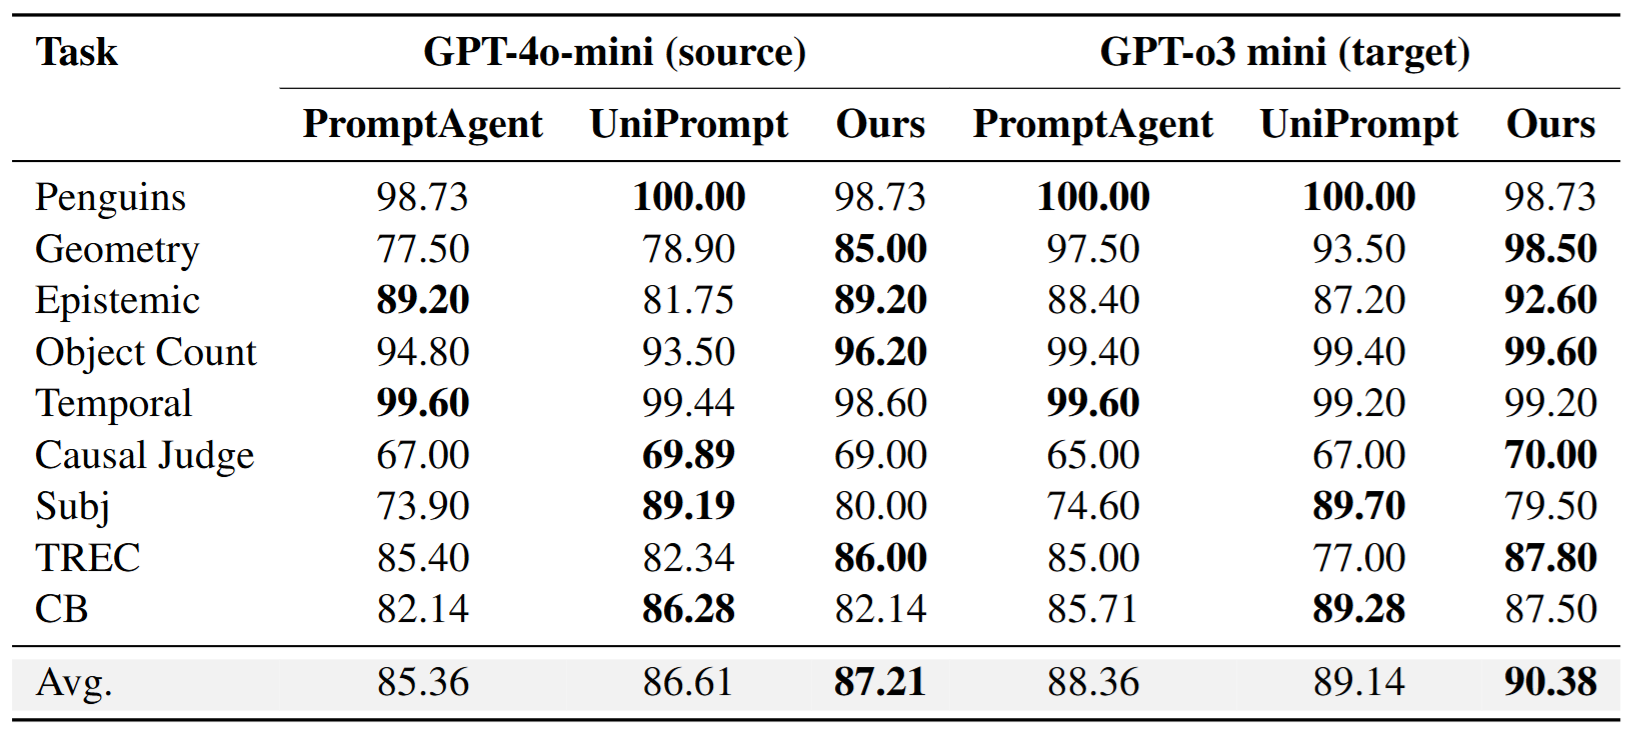 Task GPT-4o-mini (source) GPT-o3 mini (target)
PromptAgent UniPrompt Ours PromptAgent UniPrompt Ours
Penguins 98.73 100.00 98.73 100.00 100.00 98.73
Geometry 77.50 78.90 85.00 97.50 93.50 98.50
Epistemic 89.20 81.75 89.20 88.40 87.20 92.60
Object Count 94.80 93.50 96.20 99.40 99.40 99.60
Temporal 99.60 99.44 98.60 99.60 99.20 99.20
Causal Judge 67.00 69.89 69.00 65.00 67.00 70.00
Subj 73.90 89.19 80.00 74.60 89.70 79.50
TREC 85.40 82.34 86.00 85.00 77.00 87.80
CB 82.14 86.28 82.14 85.71 89.28 87.50
Avg. 85.36 86.61 87.21 88.36 89.14 90.38